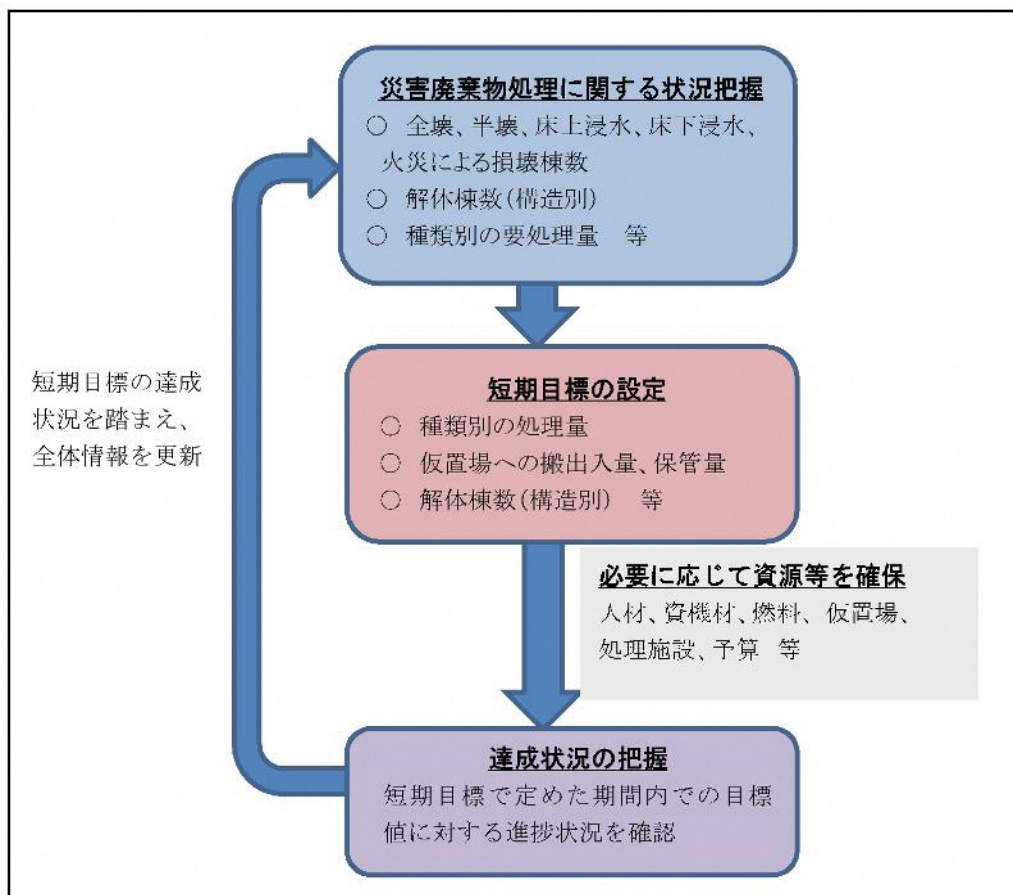 災害廃棄物処理に関する状況把握
○ 全壊、半壊、床上浸水、床下浸水、
火災による損壊棟数
○ 解体棟数(構造別)
○ 種類別の要処理量 等
短期目標の達成
状況を踏まえ、
全体情報を更新
短期目標の設定
○ 種類別の処理量
○ 仮置場への搬出入量、保管量
○ 解体棟数(構造別) 等
必要に応じて資源等を確保
人材、資機材、燃料、仮置場、
処理施設、予算 等
達成状況の把握
短期目標で定めた期間内での目標
値に対する進捗状況を確認